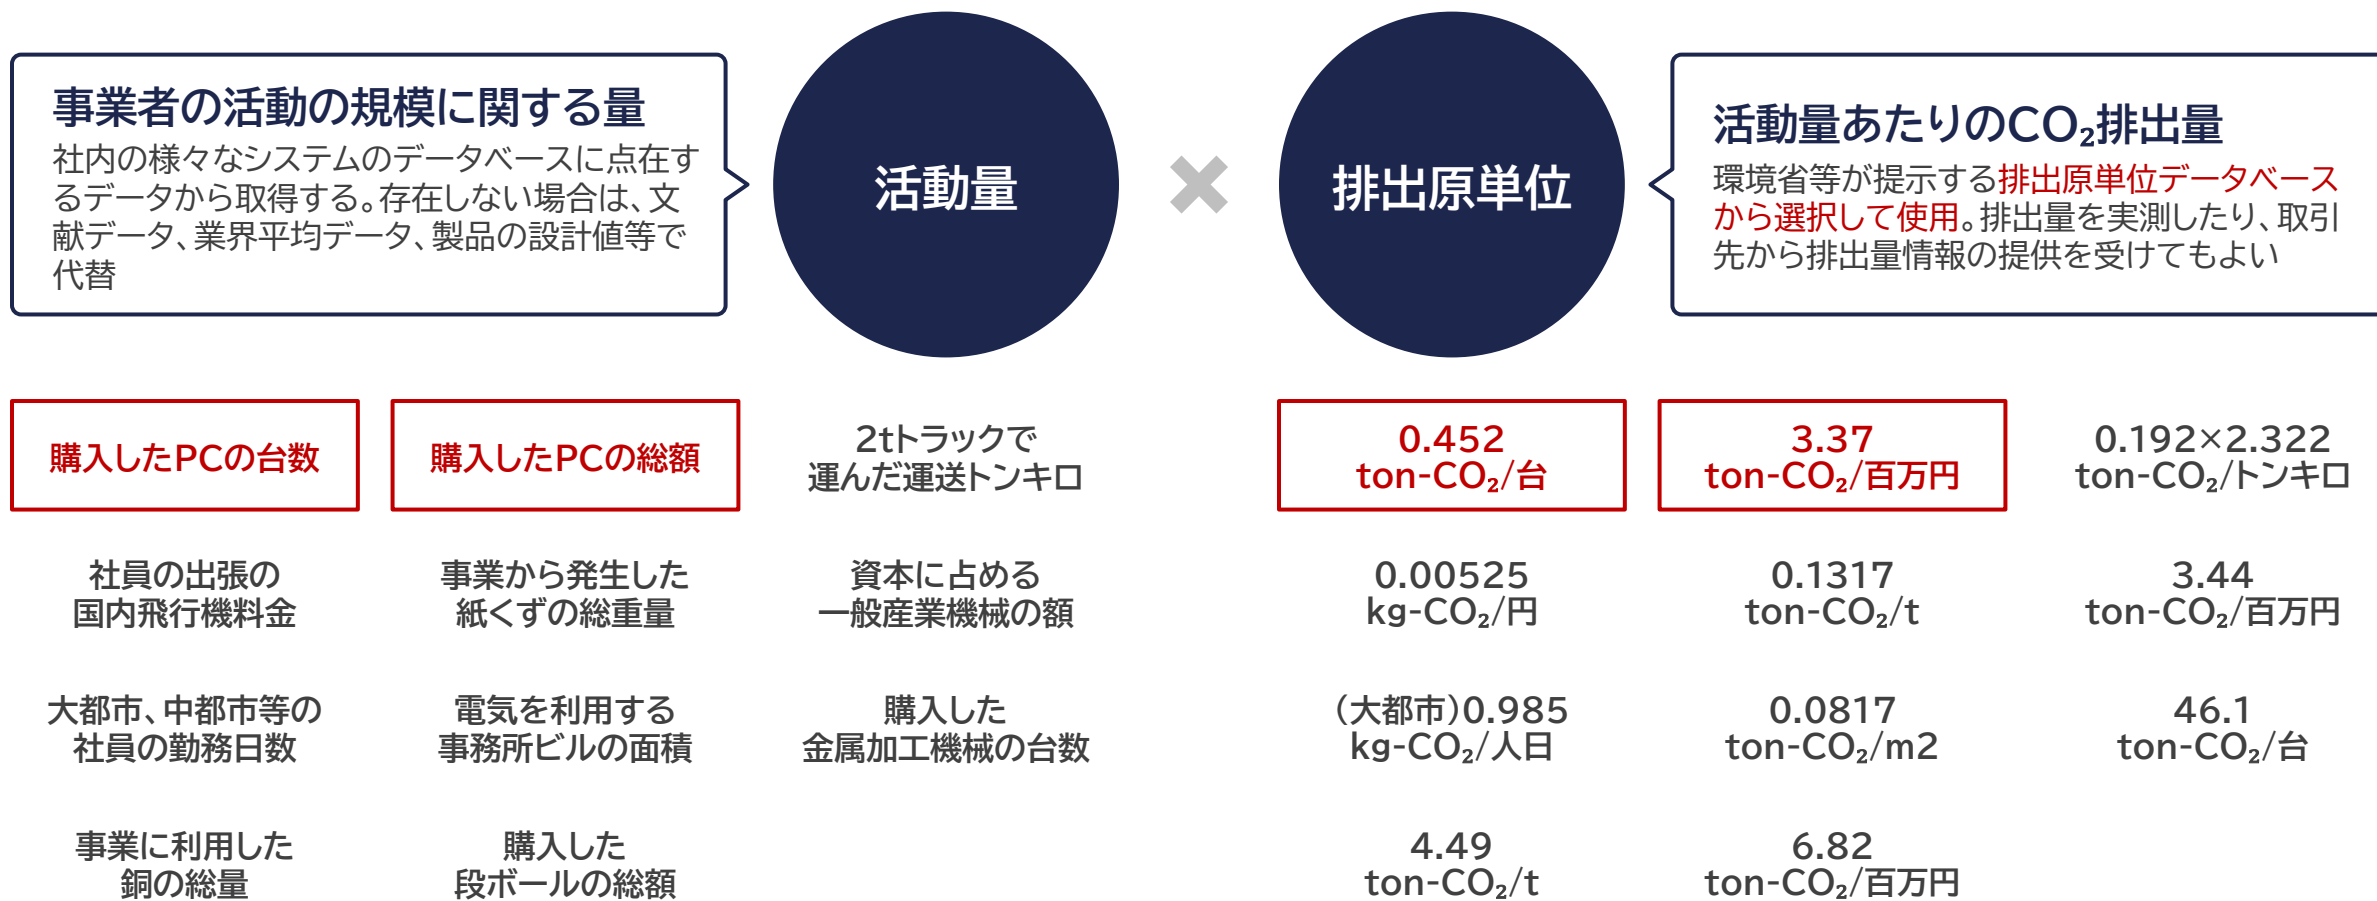 事業者の活動の規模に関する量
社内の様々なシステムのデータベースに点在す
るデータから取得する。存在しない場合は、文
献データ、業界平均データ、製品の設計値等で
代替
活動量
×
排出原単位
活動量あたりのCO₂排出量
環境省等が提示する排出原単位データベース
から選択して使用。排出量を実測したり、取引
先から排出量情報の提供を受けてもよい
購入したPCの台数
購入したPCの総額
2tトラックで
運んだ運送トンキロ
0.452
ton-CO₂/台
3.37
ton-CO₂/百万円
0.192×2.322
ton-CO₂/トンキロ
社員の出張の
国内飛行機料金
事業から発生した
紙くずの総重量
資本に占める
一般産業機械の額
0.00525
kg-CO₂/円
0.1317
ton-CO₂/t
3.44
ton-CO₂/百万円
大都市、中都市等の
社員の勤務日数
電気を利用する
事務所ビルの面積
購入した
金属加工機械の台数
（大都市）0.985
kg-CO₂/人日
0.0817
ton-CO₂/m2
46.1
ton-CO₂/台
事業に利用した
銅の総量
購入した
段ボールの総額
4.49
ton-CO₂/t
6.82
ton-CO₂/百万円